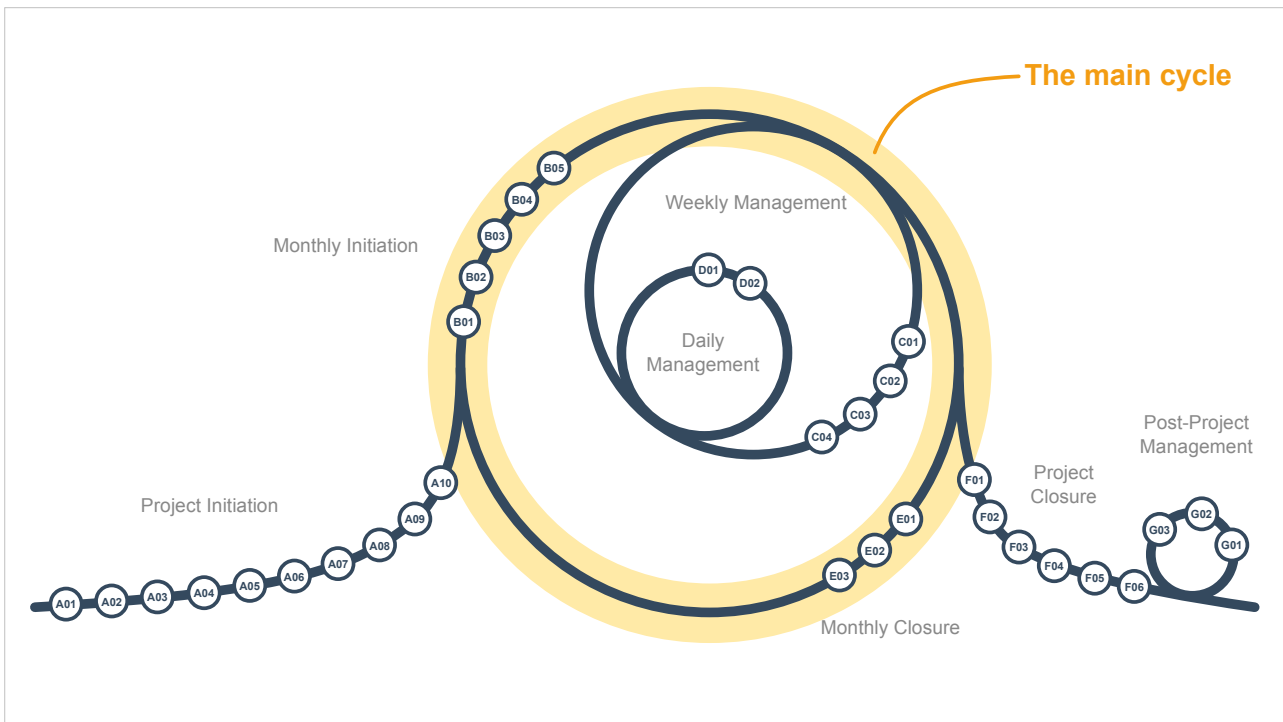 The main cycle
B05
B04
B03
B02
B01
Monthly Initiation
Weekly Management
D01
D02
Daily
Management
C01
C02
C03
C04
Project Initiation
A01
A02
A03
A04
A05
A06
A07
A08
A09
A10
E01
E02
E03
Monthly Closure
Project
Closure
F01
F02
F03
F04
F05
F06
Post-Project
Management
G03
G02
G01